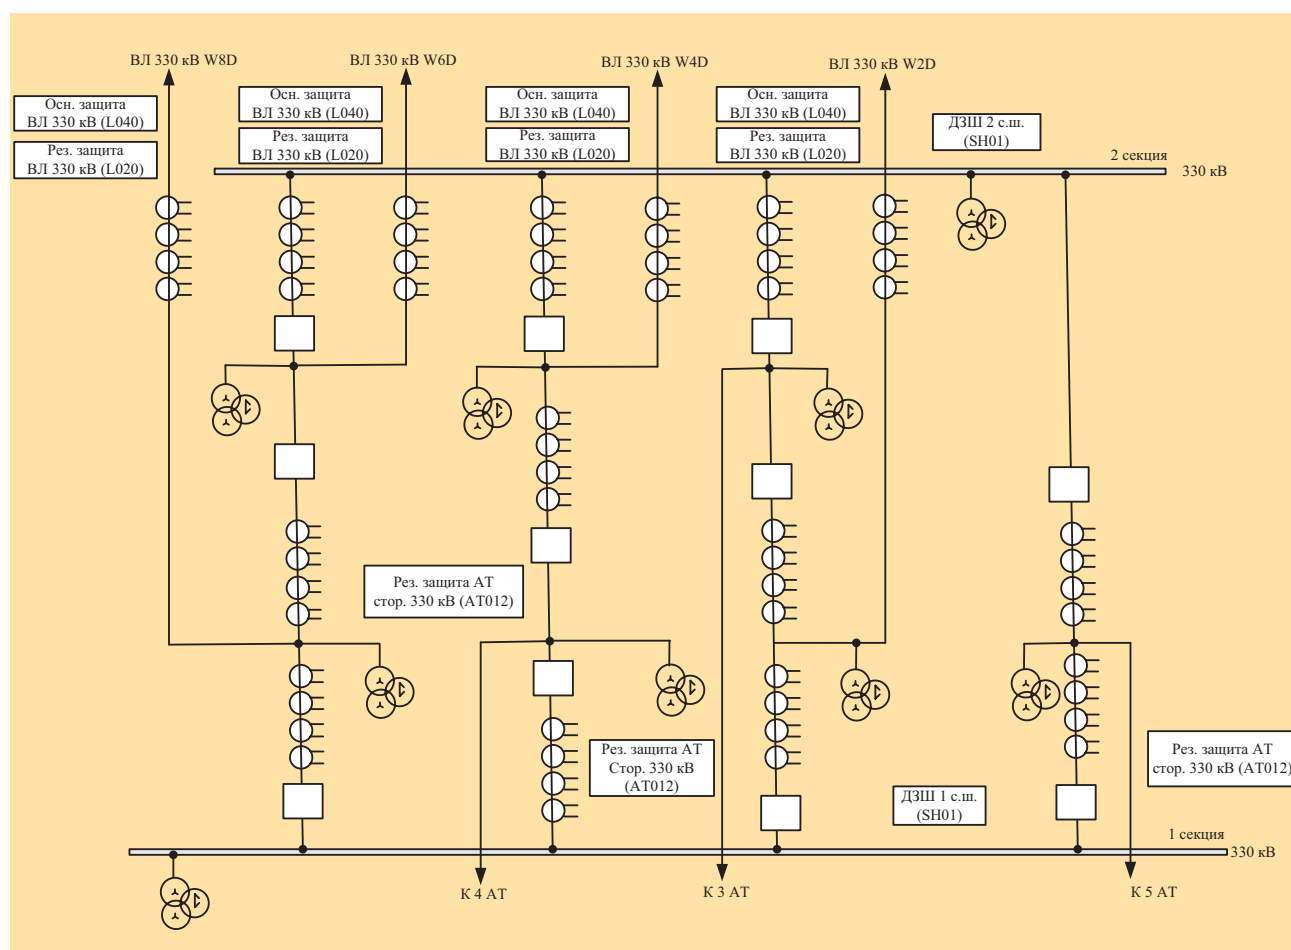 ВЛ 330 кВ W8D
ВЛ 330 кВ W6D
ВЛ 330 кВ W4D
ВЛ 330 кВ W2D
Осн. защита
ВЛ 330 кВ (L040)
Рез. защита
ВЛ 330 кВ (L020)
Осн. защита
ВЛ 330 кВ (L040)
Рез. защита
ВЛ 330 кВ (L020)
Осн. защита
ВЛ 330 кВ (L040)
Рез. защита
ВЛ 330 кВ (L020)
Осн. защита
ВЛ 330 кВ (L040)
Рез. защита
ВЛ 330 кВ (L020)
ДЗШ 2 с.ш.
(SH01)
2 секция
330 кВ
Рез. защита АТ
стор. 330 кВ (АТ012)
Рез. защита АТ
Стор. 330 кВ
(АТ012)
Рез. защита АТ
стор. 330 кВ (АТ012)
ДЗШ 1 с.ш.
(SH01)
1 секция
330 кВ
К 4 АТ
К 3 АТ
К 5 АТ